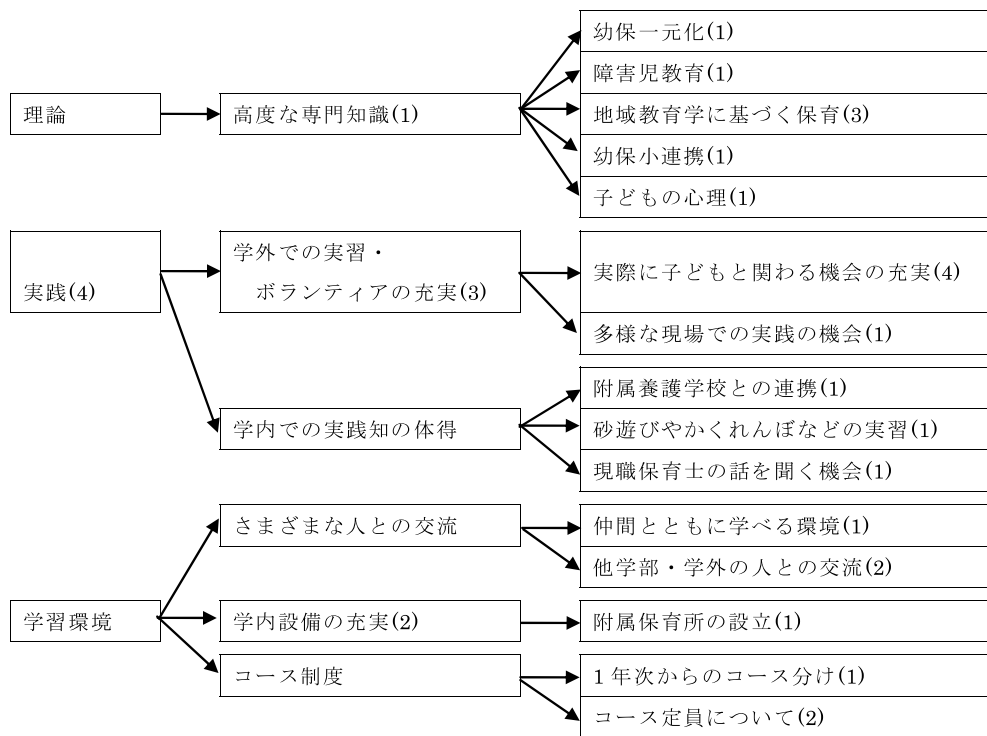 理論
高度な専門知識(1)
幼保一元化(1)
障害児教育(1)
地域教育学に基づく保育(3)
幼保小連携(1)
子どもの心理(1)
実践(4)
学外での実習・
ボランティアの充実(3)
実際に子どもと関わる機会の充実(4)
多様な現場での実践の機会(1)
学内での実践知の体得
附属養護学校との連携(1)
砂遊びやかくれんぼなどの実習(1)
現職保育士の話を聞く機会(1)
学習環境
さまざまな人との交流
仲間とともに学べる環境(1)
他学部・学外の人との交流(2)
学内設備の充実(2)
附属保育所の設立(1)
コース制度
1年次からのコース分け(1)
コース定員について(2)